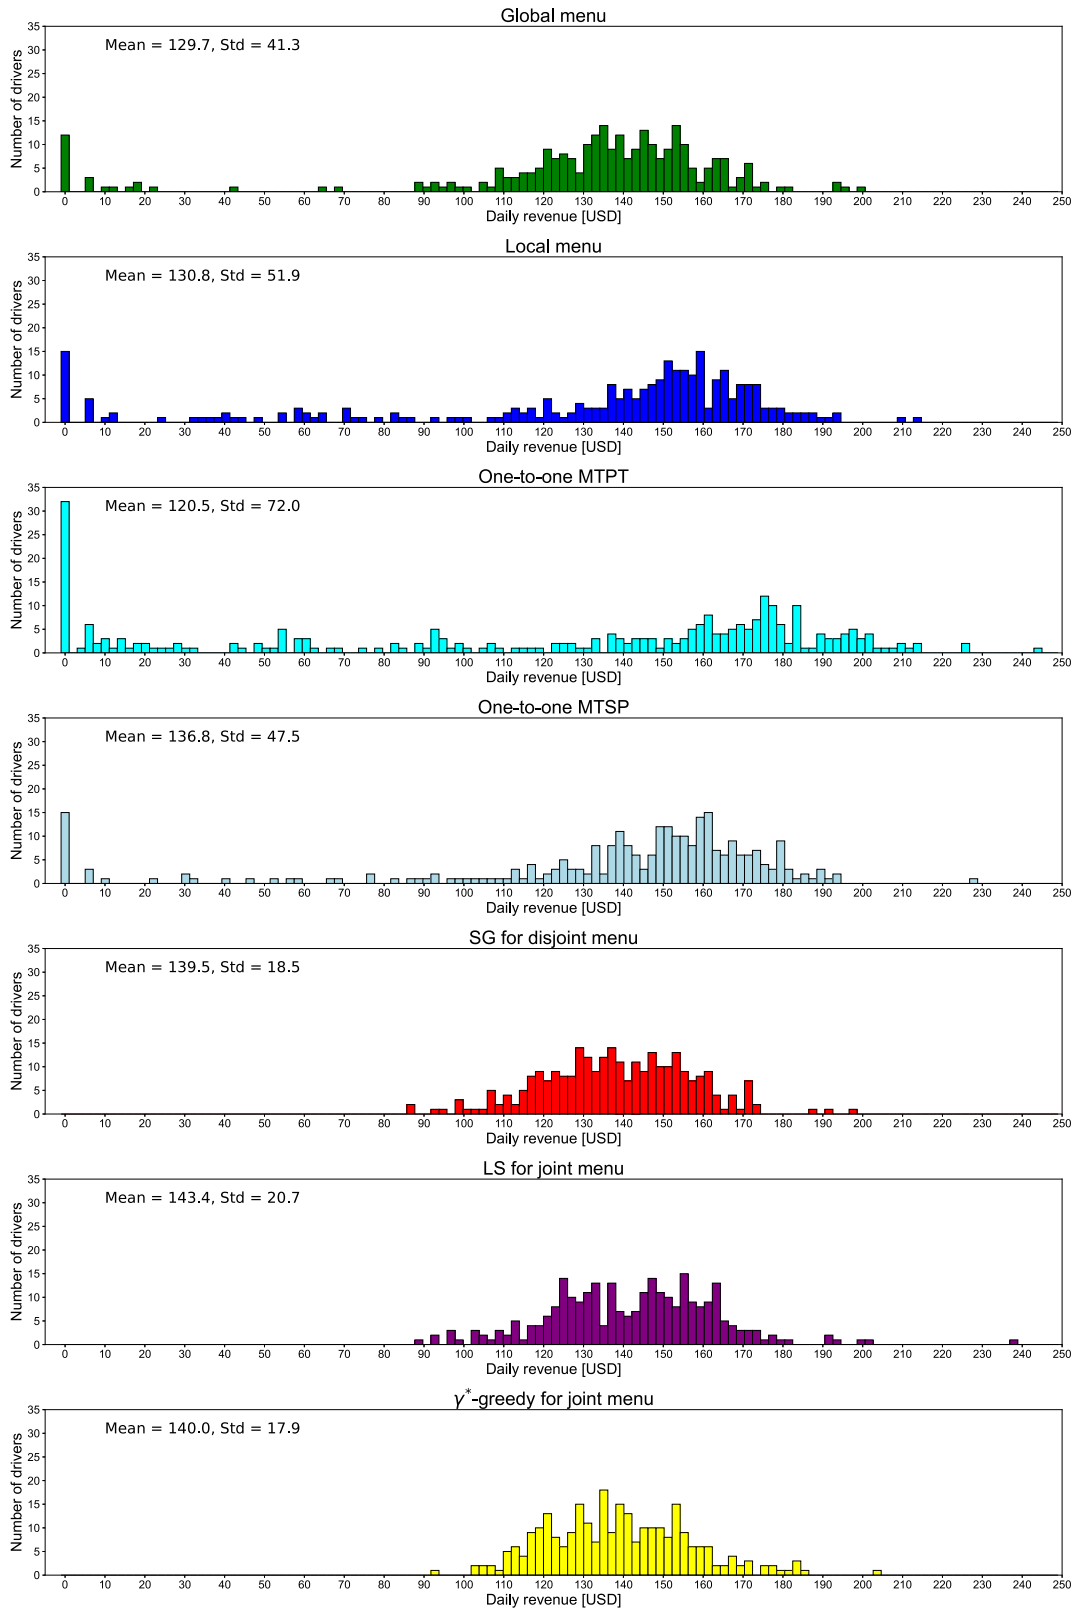 Global menu
Mean = 129.7, Std = 41.3
Number of drivers
35
30
25
20
15
10
5
0
0 10 20 30 40 50 60 70 80 90 100 110 120 130 140 150 160 170 180 190 200 210 220 230 240 250
Daily revenue [USD]
Local menu
Mean = 130.8, Std = 51.9
Number of drivers
35
30
25
20
15
10
5
0
0 10 20 30 40 50 60 70 80 90 100 110 120 130 140 150 160 170 180 190 200 210 220 230 240 250
Daily revenue [USD]
One-to-one MTPT
Mean = 120.5, Std = 72.0
Number of drivers
35
30
25
20
15
10
5
0
0 10 20 30 40 50 60 70 80 90 100 110 120 130 140 150 160 170 180 190 200 210 220 230 240 250
Daily revenue [USD]
One-to-one MTSP
Mean = 136.8, Std = 47.5
Number of drivers
35
30
25
20
15
10
5
0
0 10 20 30 40 50 60 70 80 90 100 110 120 130 140 150 160 170 180 190 200 210 220 230 240 250
Daily revenue [USD]
SG for disjoint menu
Mean = 139.5, Std = 18.5
Number of drivers
35
30
25
20
15
10
5
0
0 10 20 30 40 50 60 70 80 90 100 110 120 130 140 150 160 170 180 190 200 210 220 230 240 250
Daily revenue [USD]
LS for joint menu
Mean = 143.4, Std = 20.7
Number of drivers
35
30
25
20
15
10
5
0
0 10 20 30 40 50 60 70 80 90 100 110 120 130 140 150 160 170 180 190 200 210 220 230 240 250
Daily revenue [USD]
γ*-greedy for joint menu
Mean = 140.0, Std = 17.9
Number of drivers
35
30
25
20
15
10
5
0
0 10 20 30 40 50 60 70 80 90 100 110 120 130 140 150 160 170 180 190 200 210 220 230 240 250
Daily revenue [USD]